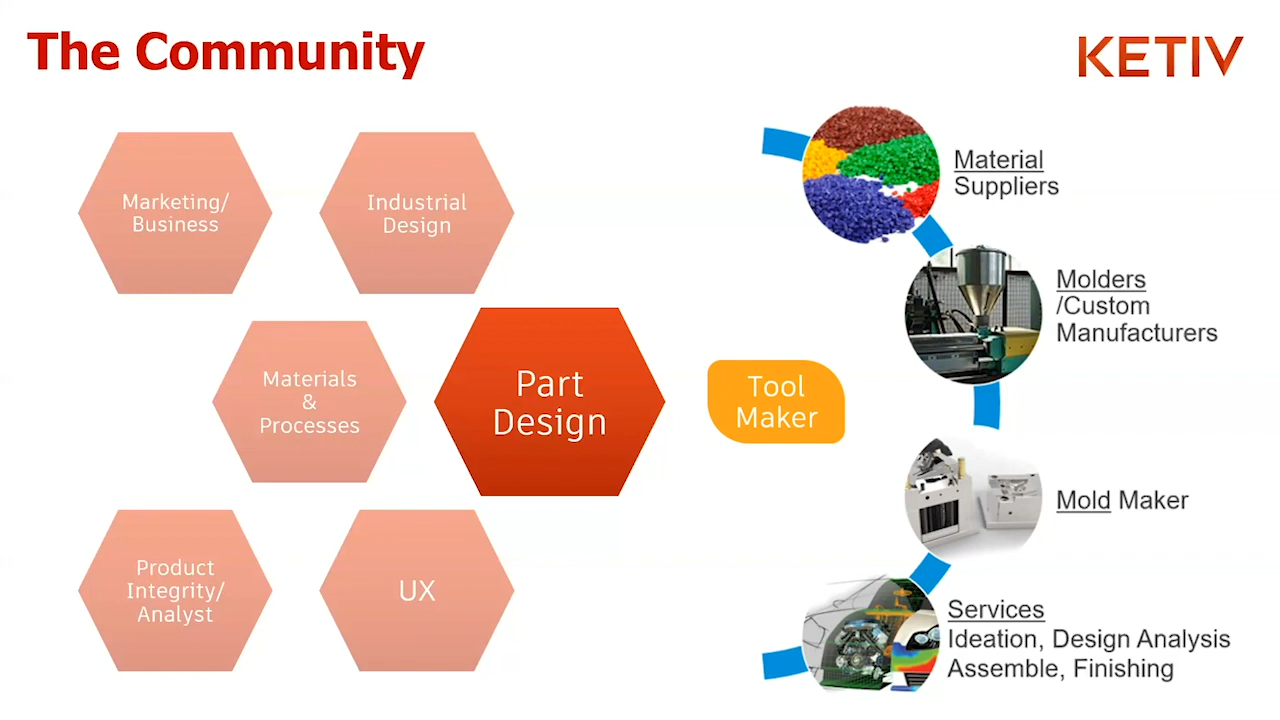 The Community
KETIV
Marketing/
Business
Industrial
Design
Materials
&
Processes
Part
Design
Product
Integrity/
Analyst
UX
Tool
Maker
Material
Suppliers
Molders
/Custom
Manufacturers
Mold Maker
Services
Ideation, Design Analysis
Assemble, Finishing